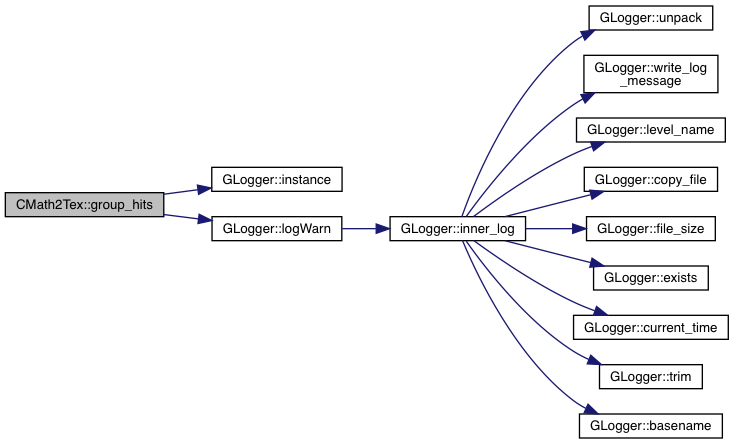 CMath2Tex::group_hits
GLogger::instance
GLogger::logWarn
GLogger::inner_log
GLogger::unpack
GLogger::write_log
_message
GLogger::level_name
GLogger::copy_file
GLogger::file_size
GLogger::exists
GLogger::current_time
GLogger::trim
GLogger::basename